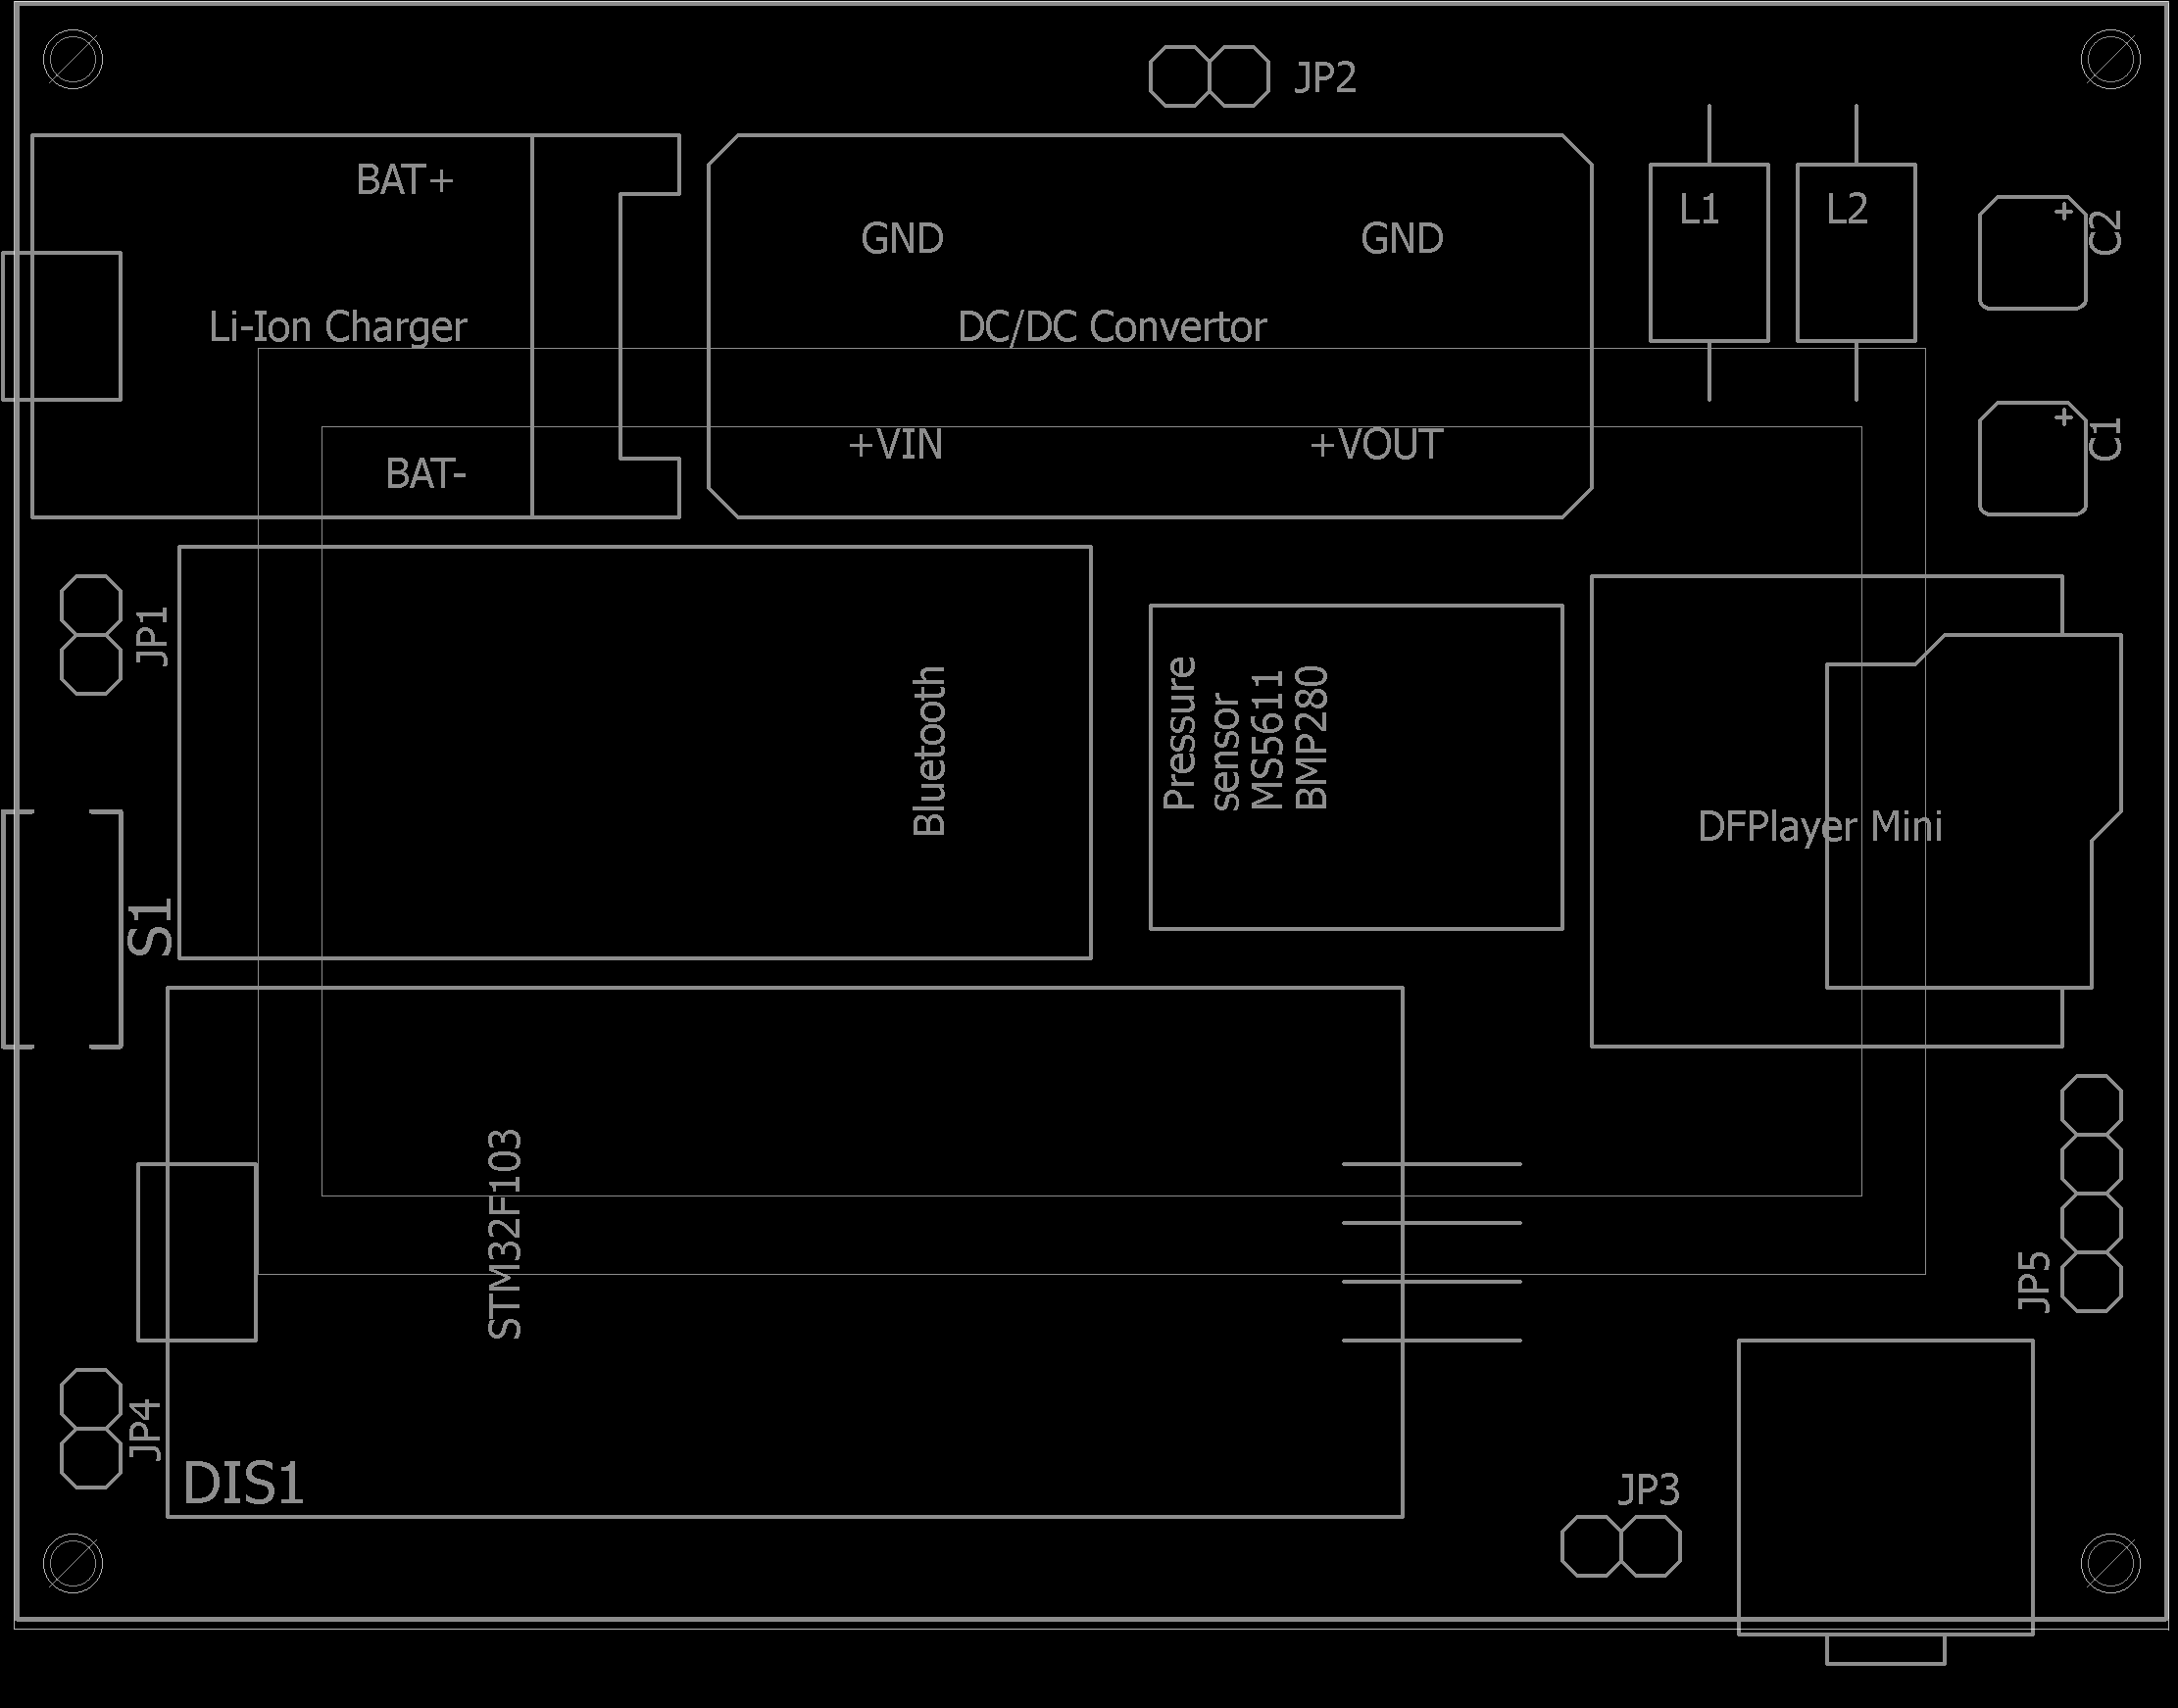 JP2
BAT+
L1
L2
GND
GND
C2
Li-Ion Charger
DC/DC Convertor
+VIN
+VOUT
C1
BAT-
JP1
Bluetooth
Pressure
sensor
MS5611
BMP280
DFPlayer Mini
S1
STM32F103
JP5
JP4
DIS1
JP3